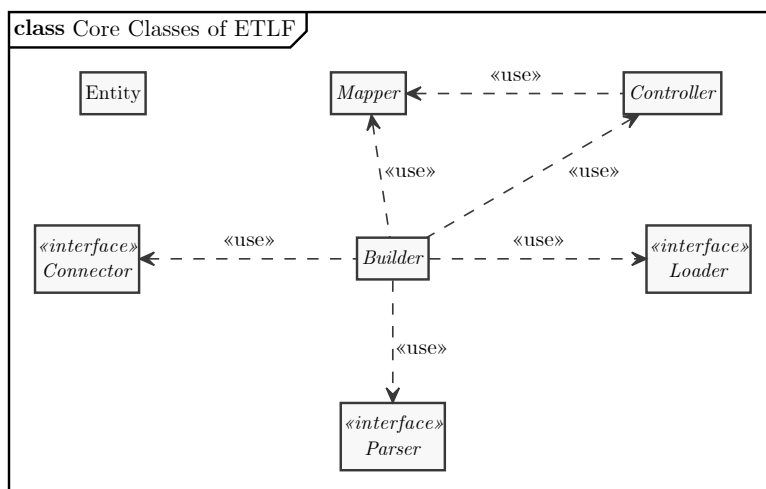 class Core Classes of ETLF
Entity
Mapper
«use»
Controller
«use»
«use»
«interface»
Connector
«use»
Builder
«use»
«interface»
Loader
«use»
«interface»
Parser